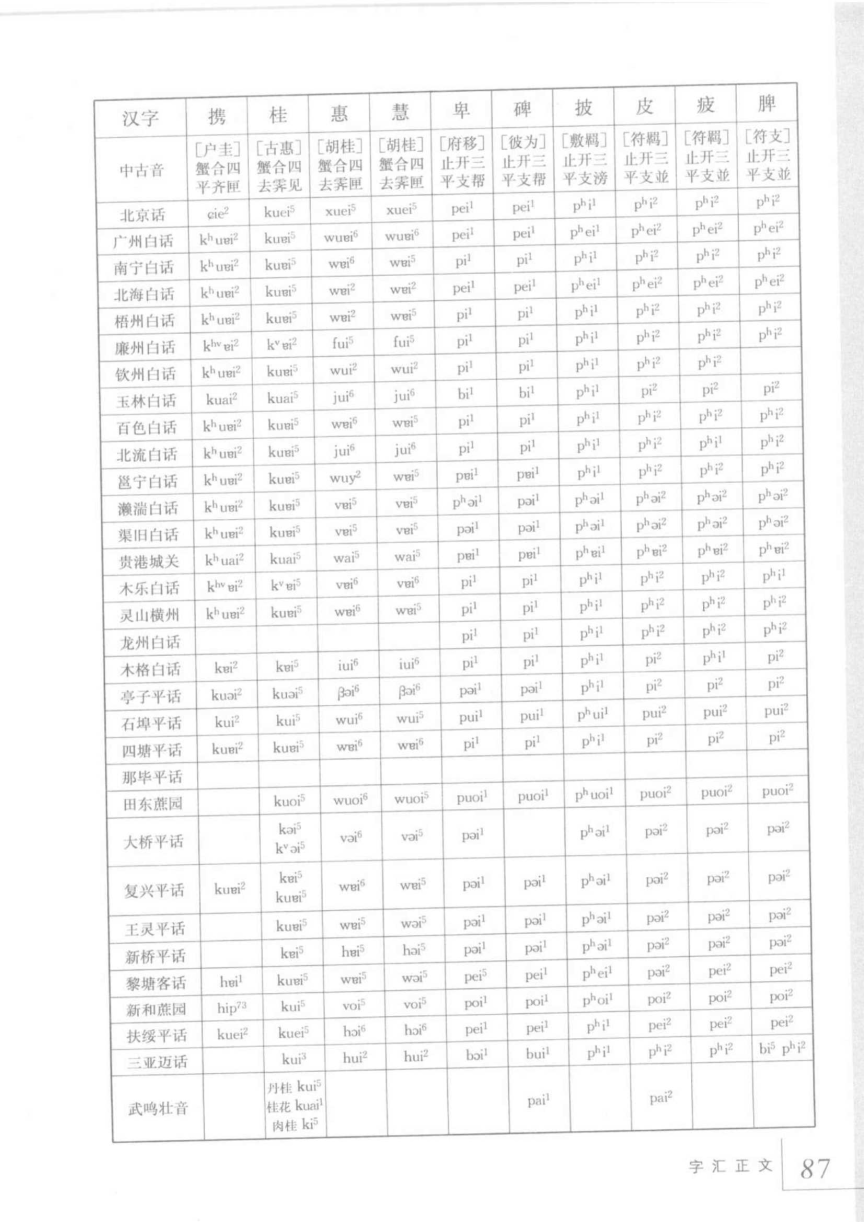 汉字 携 桂 惠 慧 卑 碑 披 皮 疲 脾
中古音 ［户圭］蟹合四平齐匣 ［古惠］蟹合四去霁见 ［胡桂］蟹合四去霁匣 ［胡桂］蟹合四去霁匣 ［府移］止开三平支帮 ［彼为］止开三平支帮 ［敷羁］止开三平支滂 ［符羁］止开三平支並 ［符羁］止开三平支並 ［符支］止开三平支並
北京话 ɕie² kuei⁵ xuei⁵ xuei⁵ pei¹ pei¹ pʰi¹ pʰi² pʰi² pʰi²
广州白话 kʰuɐi² kuɐi⁵ wuɐi⁶ wuɐi⁶ pei¹ pei¹ pʰei¹ pʰei² pʰei² pʰei²
南宁白话 kʰuɐi² kuɐi⁵ wɐi⁶ wɐi⁵ pi¹ pi¹ pʰi¹ pʰi² pʰi² pʰi²
北海白话 kʰuɐi² kuɐi⁵ wɐi² wɐi² pei¹ pei¹ pʰei¹ pʰei² pʰei² pʰei²
梧州白话 kʰuɐi² kuɐi⁵ wɐi² wɐi⁵ pi¹ pi¹ pʰi¹ pʰi² pʰi² pʰi²
廉州白话 kʰᵛɐi² kᵛɐi² fui⁵ fui⁵ pi¹ pi¹ pʰi¹ pʰi² pʰi² pʰi²
钦州白话 kʰuɐi² kuɐi⁵ wui² wui² pi¹ pi¹ pʰi¹ pʰi² pʰi²
玉林白话 kuai² kuai⁵ jui⁶ jui⁶ bi¹ bi¹ pʰi¹ pi² pi² pi²
百色白话 kʰuɐi² kuɐi⁵ wɐi⁶ wɐi⁵ pi¹ pi¹ pʰi¹ pʰi² pʰi² pʰi²
北流白话 kʰuɐi² kuɐi⁵ jui⁶ jui⁶ pi¹ pi¹ pʰi¹ pʰi² pʰi¹ pʰi²
邕宁白话 kʰuɐi² kuɐi⁵ wuy² wɐi⁵ pɐi¹ pɐi¹ pʰi¹ pʰi² pʰi² pʰi²
濑湍白话 kʰuɐi² kuɐi⁵ vɐi⁵ vɐi⁵ pʰəi¹ pəi¹ pʰəi¹ pʰəi² pʰəi² pʰəi²
渠旧白话 kʰuɐi² kuɐi⁵ vɐi⁵ vɐi⁵ pəi¹ pəi¹ pʰəi¹ pʰəi² pʰəi² pʰəi²
贵港城关 kʰuai² kuai⁵ wai⁵ wai⁵ pɐi¹ pɐi¹ pʰɐi¹ pʰɐi² pʰɐi² pʰɐi²
木乐白话 kʰᵛɐi² kᵛɐi⁵ vɐi⁶ vɐi⁶ pi¹ pi¹ pʰi¹ pʰi² pʰi² pʰi¹
灵山横州 kʰuɐi² kuɐi⁵ wɐi⁶ wɐi⁵ pi¹ pi¹ pʰi¹ pʰi² pʰi² pʰi²
龙州白话 pi¹ pi¹ pʰi¹ pʰi² pʰi² pʰi²
木格白话 kɐi² kɐi⁵ iui⁶ iui⁶ pi¹ pi¹ pʰi¹ pi² pʰi¹ pi²
亭子平话 kuəi² kuəi⁵ βəi⁶ βəi⁶ pəi¹ pəi¹ pʰi¹ pi² pi² pi²
石埠平话 kui² kui⁵ wui⁶ wui⁵ pui¹ pui¹ pʰui¹ pui² pui² pui²
四塘平话 kuɐi² kuɐi⁵ wɐi⁶ wɐi⁶ pi¹ pi¹ pʰi¹ pi² pi² pi²
那毕平话
田东蔗园 kuoi⁵ wuoi⁶ wuoi⁵ puoi¹ puoi¹ pʰuoi¹ puoi² puoi² puoi²
大桥平话 kəi⁵ kᵛəi⁵ vəi⁶ vəi⁵ pəi¹ pʰəi¹ pəi² pəi² pəi²
复兴平话 kuɐi² kɐi⁵ kuɐi⁵ wɐi⁶ wɐi⁵ pəi¹ pəi¹ pʰəi¹ pəi² pəi² pəi²
王灵平话 kuɐi⁵ wɐi⁵ wəi⁵ pəi¹ pəi¹ pʰəi¹ pəi² pəi² pəi²
新桥平话 kɐi⁵ hɐi⁵ həi⁵ pəi¹ pəi¹ pʰəi¹ pəi² pəi² pəi²
黎塘客话 hɐi¹ kuɐi⁵ wɐi⁵ wəi⁵ pei⁵ pei¹ pʰei¹ pəi² pei² pei²
新和蔗园 hip⁷³ kui⁵ voi⁵ voi⁵ poi¹ poi¹ pʰoi¹ poi² poi² poi²
扶绥平话 kuei² kuei⁵ həi⁶ həi⁶ pei¹ pei¹ pʰi¹ pei² pei² pei²
三亚迈话 kui³ hui² hui² bəi¹ bui¹ pʰi¹ pʰi² pʰi² bi⁵ pʰi²
武鸣壮音 丹桂 kui⁵ 桂花 kuai¹ 肉桂 ki⁵ pai¹ pai²
字汇正文 87